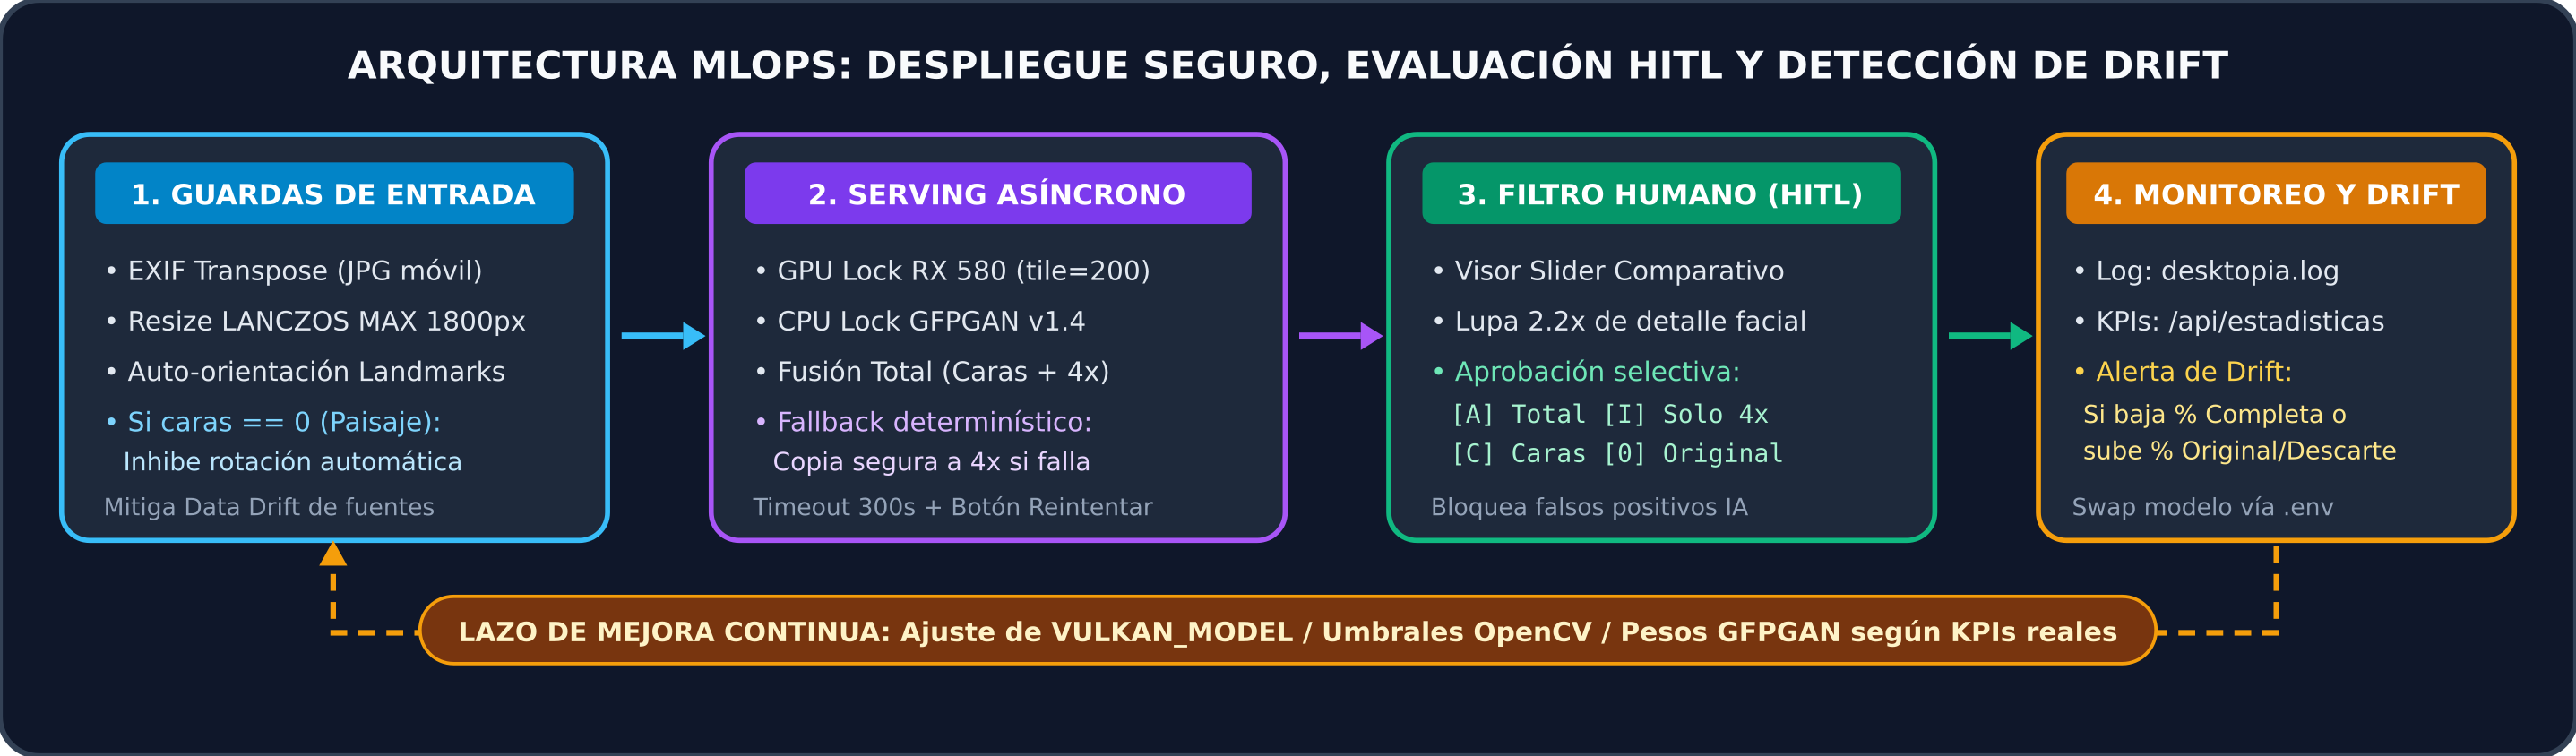 ARQUITECTURA MLOPS: DESPLIEGUE SEGURO, EVALUACIÓN HITL Y DETECCIÓN DE DRIFT
1. GUARDAS DE ENTRADA
• EXIF Transpose (JPG móvil)
• Resize LANCZOS MAX 1800px
• Auto-orientación Landmarks
• Si caras == 0 (Paisaje):
Inhibe rotación automática
Mitiga Data Drift de fuentes
2. SERVING ASÍNCRONO
• GPU Lock RX 580 (tile=200)
• CPU Lock GFPGAN v1.4
• Fusión Total (Caras + 4x)
• Fallback determinístico:
Copia segura a 4x si falla
Timeout 300s + Botón Reintentar
3. FILTRO HUMANO (HITL)
• Visor Slider Comparativo
• Lupa 2.2x de detalle facial
• Aprobación selectiva:
[A] Total [I] Solo 4x
[C] Caras [0] Original
Bloquea falsos positivos IA
4. MONITOREO Y DRIFT
• Log: desktopia.log
• KPIs: /api/estadisticas
• Alerta de Drift:
Si baja % Completa o
sube % Original/Descarte
Swap modelo vía .env
LAZO DE MEJORA CONTINUA: Ajuste de VULKAN_MODEL / Umbrales OpenCV / Pesos GFPGAN según KPIs reales